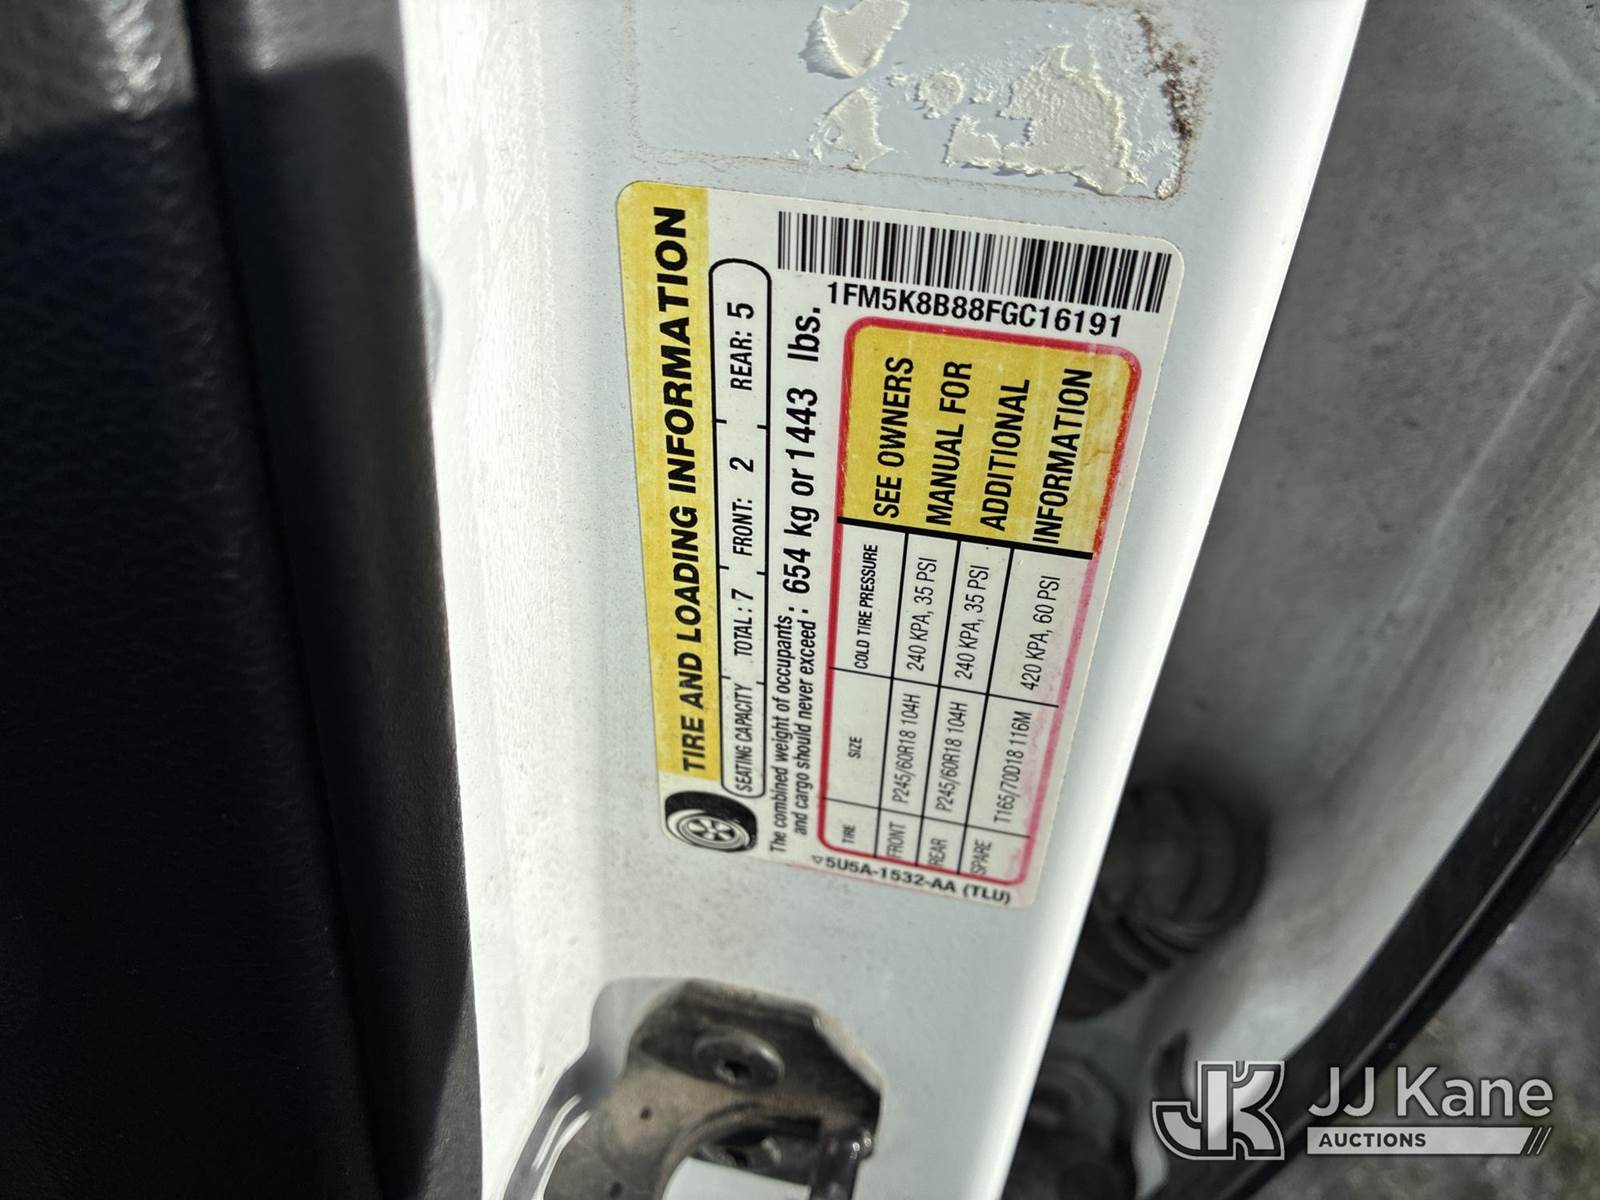 TIRE AND LOADING INFORMATION
SEATING CAPACITY TOTAL: 7 FRONT: 2 REAR: 5
The combined weight of occupants and cargo should never exceed : 654 kg or 1443 lbs.
1FM5K8B88FGC16191
TIRE SIZE COLD TIRE PRESSURE
FRONT P245/60R18 104H 240 KPA, 35 PSI
REAR P245/60R18 104H 240 KPA, 35 PSI
SPARE T165/70D18 116M 420 KPA, 60 PSI
SEE OWNERS
MANUAL FOR
ADDITIONAL
INFORMATION
5U5A-1532-AA (TLU)
JK JJ Kane
AUCTIONS